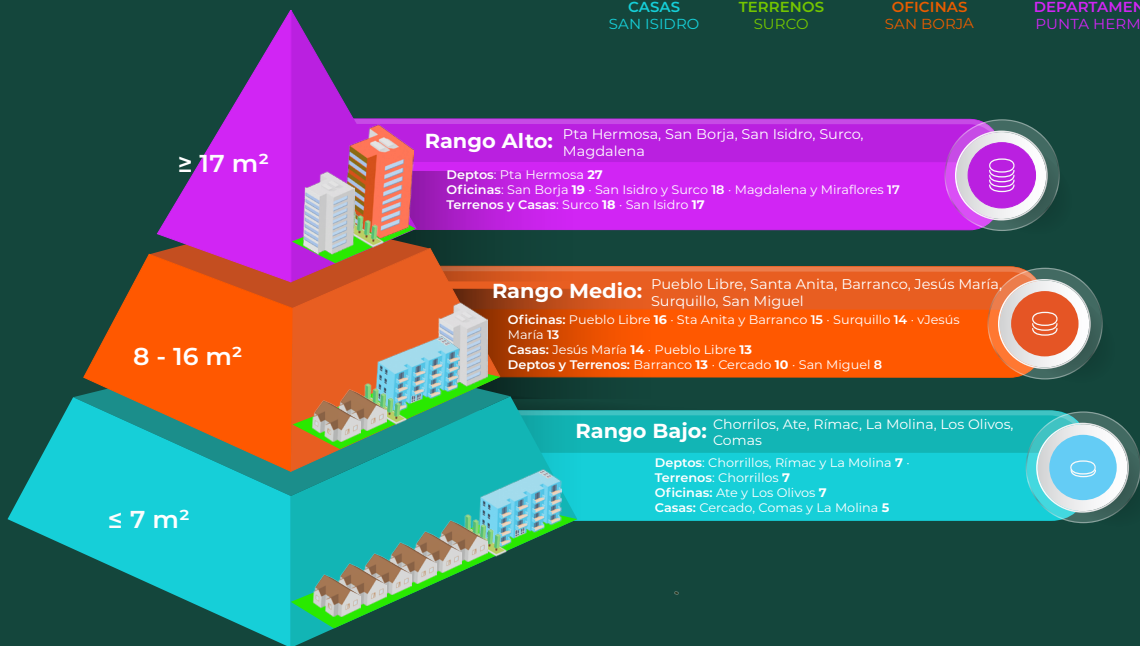 CASAS
SAN ISIDRO
TERRENOS
SURCO
OFICINAS
SAN BORJA
DEPARTAMEN
PUNTA HERM
≥ 17 m²
Rango Alto: Pta Hermosa, San Borja, San Isidro, Surco,
Magdalena
Deptos: Pta Hermosa 27
Oficinas: San Borja 19 · San Isidro y Surco 18 · Magdalena y Miraflores 17
Terrenos y Casas: Surco 18 · San Isidro 17
8 - 16 m²
Rango Medio: Pueblo Libre, Santa Anita, Barranco, Jesús María,
Surquillo, San Miguel
Oficinas: Pueblo Libre 16 · Sta Anita y Barranco 15 · Surquillo 14 · vJesús
María 13
Casas: Jesús María 14 · Pueblo Libre 13
Deptos y Terrenos: Barranco 13 · Cercado 10 · San Miguel 8
≤ 7 m²
Rango Bajo: Chorrilos, Ate, Rímac, La Molina, Los Olivos,
Comas
Deptos: Chorrillos, Rímac y La Molina 7 ·
Terrenos: Chorrillos 7
Oficinas: Ate y Los Olivos 7
Casas: Cercado, Comas y La Molina 5